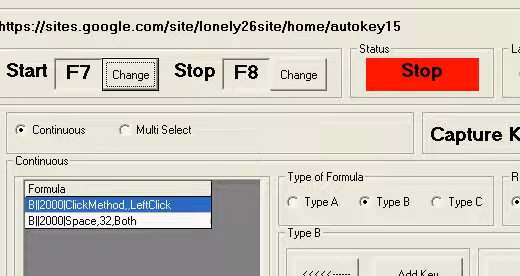 https://sites.google.com/site/lonely26site/home/autokey15
Status
Start F7 Change Stop F8 Change
Stop
Continuous Multi Select
Capture K
Continuous
Type of Formula
Formula
Type A Type B Type C
B||2000|ClickMethod,,LeftClick
B||2000|Space,32,Both
Type B
<<<<<------ Add Key